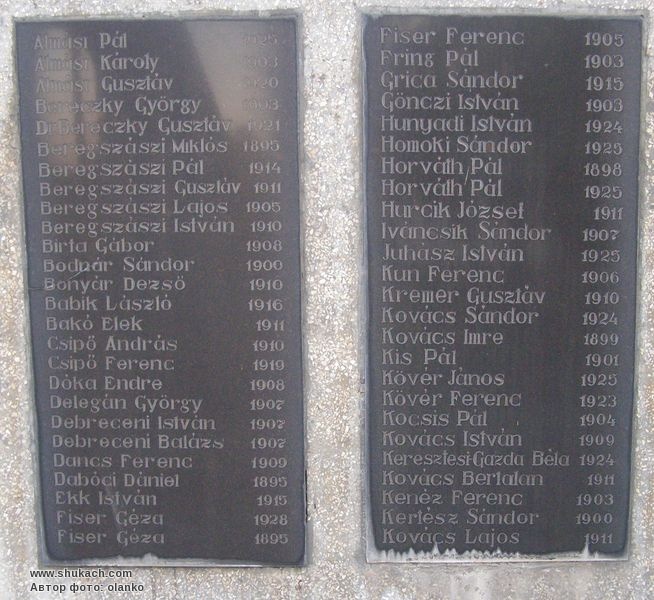 Almási Pál 1925
Almási Károly 1903
Almási Gusztáv 1920
Bereczky György 1903
Dr Bereczky Gusztáv 1921
Beregszászi Miklós 1895
Beregszászi Pál 1914
Beregszászi Gusztáv 1911
Beregszászi Lajos 1905
Beregszászi István 1910
Birta Gábor 1908
Bodnár Sándor 1900
Bonyár Dezső 1910
Babik László 1916
Bakó Elek 1911
Csipő András 1910
Csipő Ferenc 1919
Dóka Endre 1908
Delegán György 1907
Debreceni István 1907
Debreceni Balázs 1907
Dancs Ferenc 1909
Dabóci Dániel 1895
Ekk István 1915
Fiser Géza 1928
Fiser Géza 1895
Fiser Ferenc 1905
Fring Pál 1903
Grica Sándor 1915
Gönczi István 1903
Hunyadi István 1924
Homoki Sándor 1925
Horváth Pál 1898
Horváth Pál 1925
Hurcik József 1911
Iváncsik Sándor 1907
Juhász István 1925
Kun Ferenc 1906
Kremer Gusztáv 1910
Kovács Sándor 1924
Kovács Imre 1899
Kis Pál 1901
Kövér János 1925
Kövér Ferenc 1923
Kocsis Pál 1904
Kovács István 1909
Keresztesi-Gazda Béla 1924
Kovács Bertalan 1911
Kenéz Ferenc 1903
Kertész Sándor 1900
Kovács Lajos 1911
www.shukach.com
Автор фото: olanko